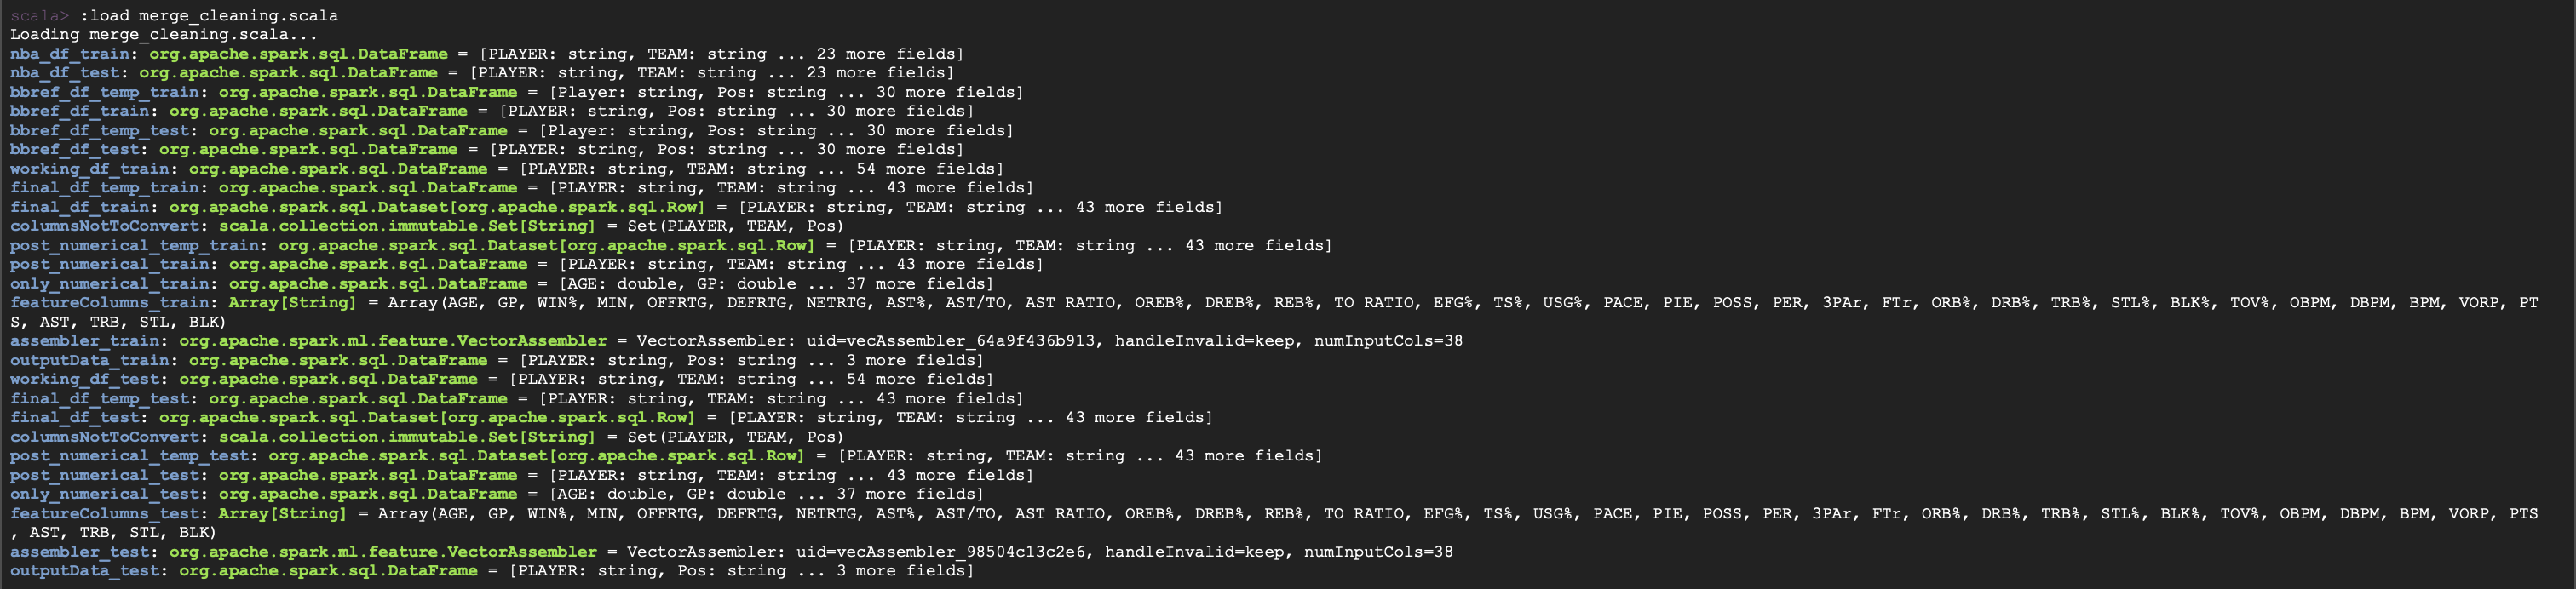 scala> :load merge_cleaning.scala
Loading merge_cleaning.scala...
nba_df_train: org.apache.spark.sql.DataFrame = [PLAYER: string, TEAM: string ... 23 more fields]
nba_df_test: org.apache.spark.sql.DataFrame = [PLAYER: string, TEAM: string ... 23 more fields]
bbref_df_temp_train: org.apache.spark.sql.DataFrame = [Player: string, Pos: string ... 30 more fields]
bbref_df_train: org.apache.spark.sql.DataFrame = [PLAYER: string, Pos: string ... 30 more fields]
bbref_df_temp_test: org.apache.spark.sql.DataFrame = [Player: string, Pos: string ... 30 more fields]
bbref_df_test: org.apache.spark.sql.DataFrame = [PLAYER: string, Pos: string ... 30 more fields]
working_df_train: org.apache.spark.sql.DataFrame = [PLAYER: string, TEAM: string ... 54 more fields]
final_df_temp_train: org.apache.spark.sql.DataFrame = [PLAYER: string, TEAM: string ... 43 more fields]
final_df_train: org.apache.spark.sql.Dataset[org.apache.spark.sql.Row] = [PLAYER: string, TEAM: string ... 43 more fields]
columnsNotToConvert: scala.collection.immutable.Set[String] = Set(PLAYER, TEAM, Pos)
post_numerical_temp_train: org.apache.spark.sql.Dataset[org.apache.spark.sql.Row] = [PLAYER: string, TEAM: string ... 43 more fields]
post_numerical_train: org.apache.spark.sql.DataFrame = [PLAYER: string, TEAM: string ... 43 more fields]
only_numerical_train: org.apache.spark.sql.DataFrame = [AGE: double, GP: double ... 37 more fields]
featureColumns_train: Array[String] = Array(AGE, GP, WIN%, MIN, OFFRTG, DEFRTG, NETRTG, AST%, AST/TO, AST RATIO, OREB%, DREB%, REB%, TO RATIO, EFG%, TS%, USG%, PACE, PIE, POSS, PER, 3PAr, FTr, ORB%, DRB%, TRB%, STL%, BLK%, TOV%, OBPM, DBPM, BPM, VORP, PT
S, AST, TRB, STL, BLK)
assembler_train: org.apache.spark.ml.feature.VectorAssembler = VectorAssembler: uid=vecAssembler_64a9f436b913, handleInvalid=keep, numInputCols=38
outputData_train: org.apache.spark.sql.DataFrame = [PLAYER: string, Pos: string ... 3 more fields]
working_df_test: org.apache.spark.sql.DataFrame = [PLAYER: string, TEAM: string ... 54 more fields]
final_df_temp_test: org.apache.spark.sql.DataFrame = [PLAYER: string, TEAM: string ... 43 more fields]
final_df_test: org.apache.spark.sql.Dataset[org.apache.spark.sql.Row] = [PLAYER: string, TEAM: string ... 43 more fields]
columnsNotToConvert: scala.collection.immutable.Set[String] = Set(PLAYER, TEAM, Pos)
post_numerical_temp_test: org.apache.spark.sql.Dataset[org.apache.spark.sql.Row] = [PLAYER: string, TEAM: string ... 43 more fields]
post_numerical_test: org.apache.spark.sql.DataFrame = [PLAYER: string, TEAM: string ... 43 more fields]
only_numerical_test: org.apache.spark.sql.DataFrame = [AGE: double, GP: double ... 37 more fields]
featureColumns_test: Array[String] = Array(AGE, GP, WIN%, MIN, OFFRTG, DEFRTG, NETRTG, AST%, AST/TO, AST RATIO, OREB%, DREB%, REB%, TO RATIO, EFG%, TS%, USG%, PACE, PIE, POSS, PER, 3PAr, FTr, ORB%, DRB%, TRB%, STL%, BLK%, TOV%, OBPM, DBPM, BPM, VORP, PTS
, AST, TRB, STL, BLK)
assembler_test: org.apache.spark.ml.feature.VectorAssembler = VectorAssembler: uid=vecAssembler_98504c13c2e6, handleInvalid=keep, numInputCols=38
outputData_test: org.apache.spark.sql.DataFrame = [PLAYER: string, Pos: string ... 3 more fields]